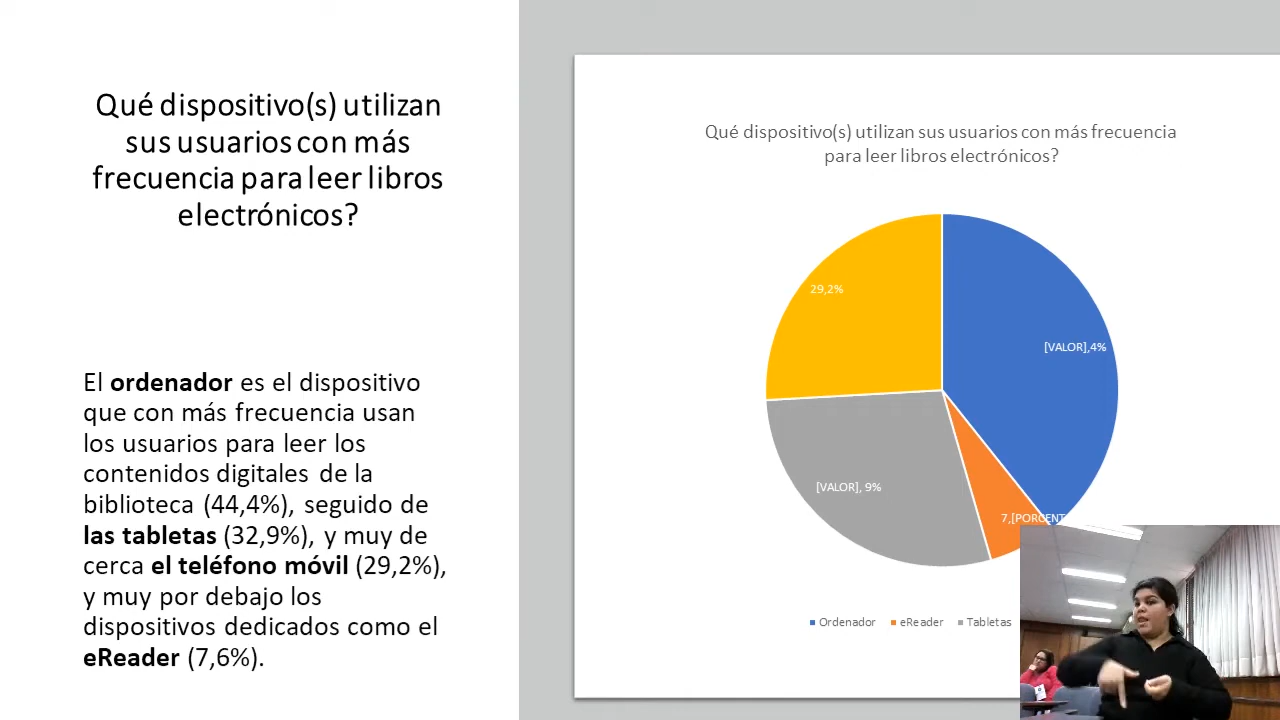 Qué dispositivo(s) utilizan
sus usuarios con más
frecuencia para leer libros
electrónicos?
El ordenador es el dispositivo
que con más frecuencia usan
los usuarios para leer los
contenidos digitales de la
biblioteca (44,4%), seguido de
las tabletas (32,9%), y muy de
cerca el teléfono móvil (29,2%),
y muy por debajo los
dispositivos dedicados como el
eReader (7,6%).
Qué dispositivo(s) utilizan sus usuarios con más frecuencia
para leer libros electrónicos?
29,2%
[VALOR],4%
[VALOR], 9%
7,[PORCENT
Ordenador eReader Tabletas